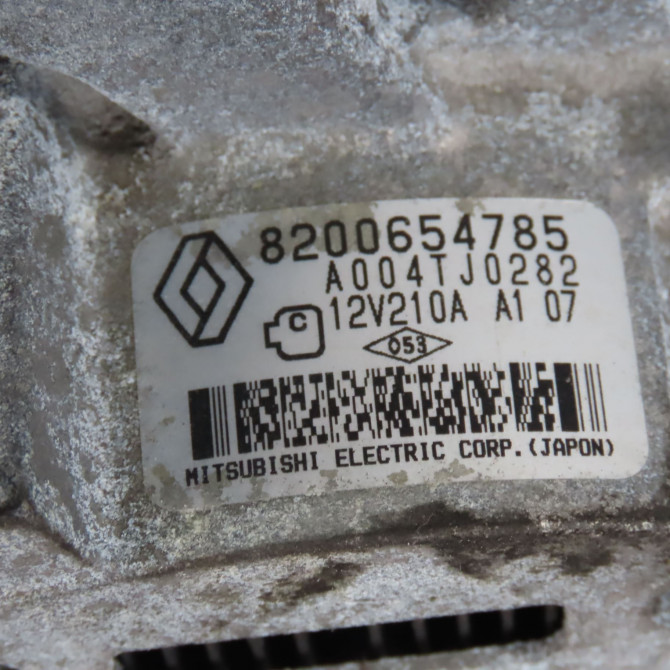 8200654785
A004TJ0282
12V210A A1 07
C
053
MITSUBISHI ELECTRIC CORP.(JAPON)